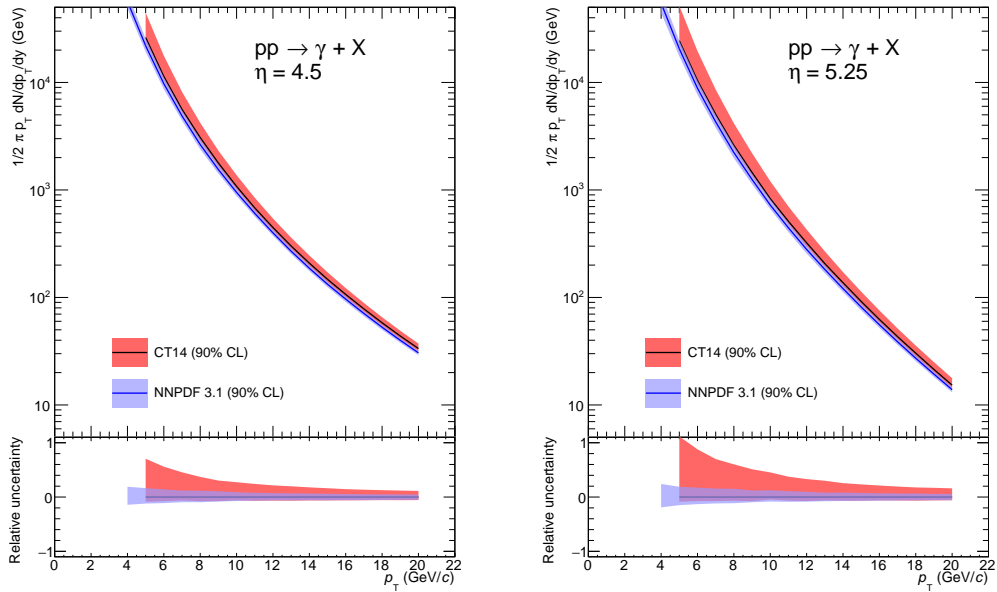 1/2 π p_T dN/dp_T/dy (GeV)
10^4
10^3
10^2
10
pp → γ + X
η = 4.5
CT14 (90% CL)
NNPDF 3.1 (90% CL)
Relative uncertainty
1
0
−1
0 2 4 6 8 10 12 14 16 18 20 22
p_T (GeV/c)
1/2 π p_T dN/dp_T/dy (GeV)
10^4
10^3
10^2
10
pp → γ + X
η = 5.25
CT14 (90% CL)
NNPDF 3.1 (90% CL)
Relative uncertainty
1
0
−1
0 2 4 6 8 10 12 14 16 18 20 22
p_T (GeV/c)